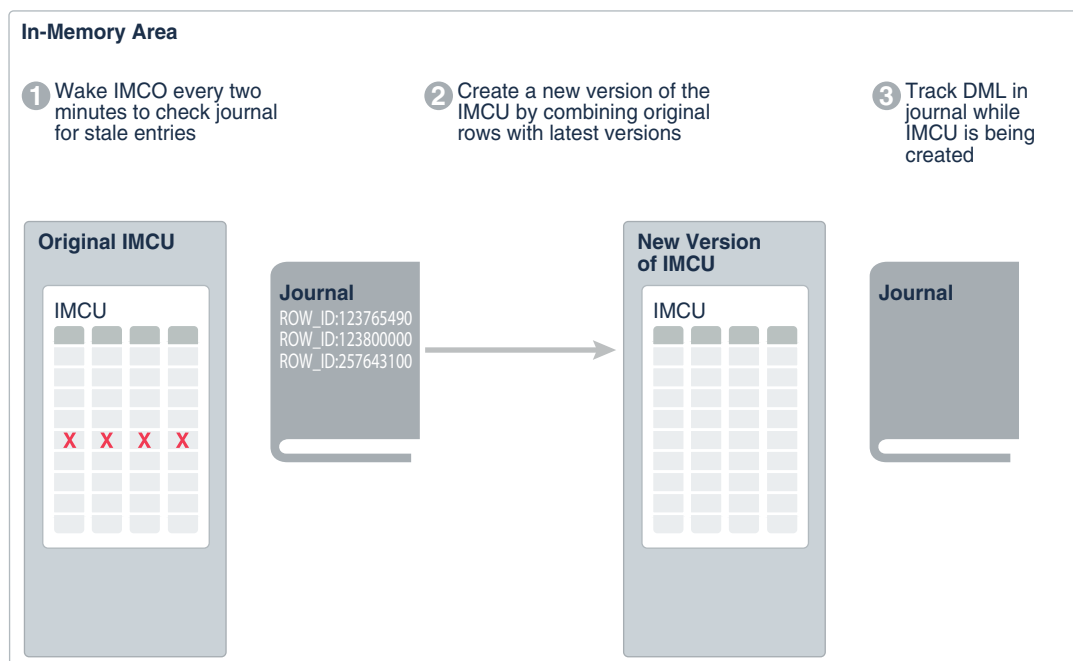 In-Memory Area
1 Wake IMCO every two
minutes to check journal
for stale entries
2 Create a new version of the
IMCU by combining original
rows with latest versions
3 Track DML in
journal while
IMCU is being
created
Original IMCU
IMCU
X X X X
Journal
ROW_ID:123765490
ROW_ID:123800000
ROW_ID:257643100
New Version
of IMCU
IMCU
Journal